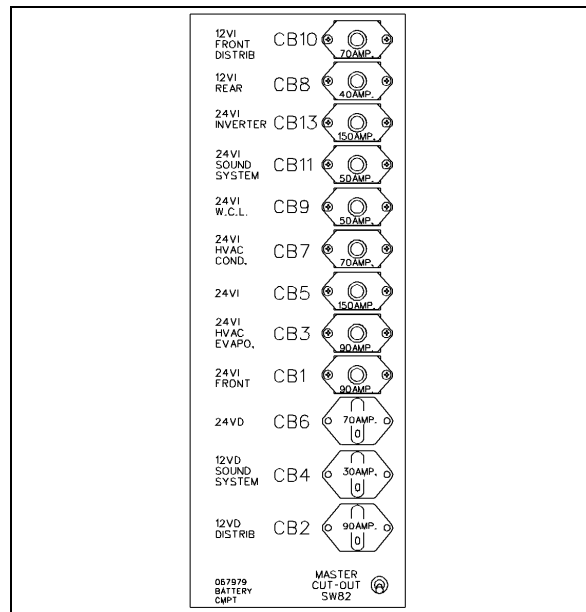 12VI
FRONT
DISTRIB
CB10
70AMP.
12VI
REAR
CB8
40AMP.
24VI
INVERTER
CB13
150AMP.
24VI
SOUND
SYSTEM
CB11
50AMP.
24VI
W.C.L.
CB9
50AMP.
24VI
HVAC
COND.
CB7
70AMP.
24VI
CB5
150AMP.
24VI
HVAC
EVAPO.
CB3
90AMP.
24VI
FRONT
CB1
90AMP.
24VD
CB6
70AMP.
12VD
SOUND
SYSTEM
CB4
30AMP.
12VD
DISTRIB
CB2
90AMP.
067979
BATTERY
CMPT
MASTER
CUT-OUT
SW82